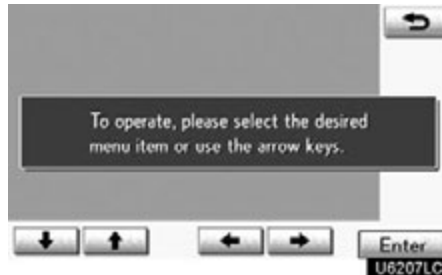 To operate, please select the desired
menu item or use the arrow keys.
Enter
U6207LC